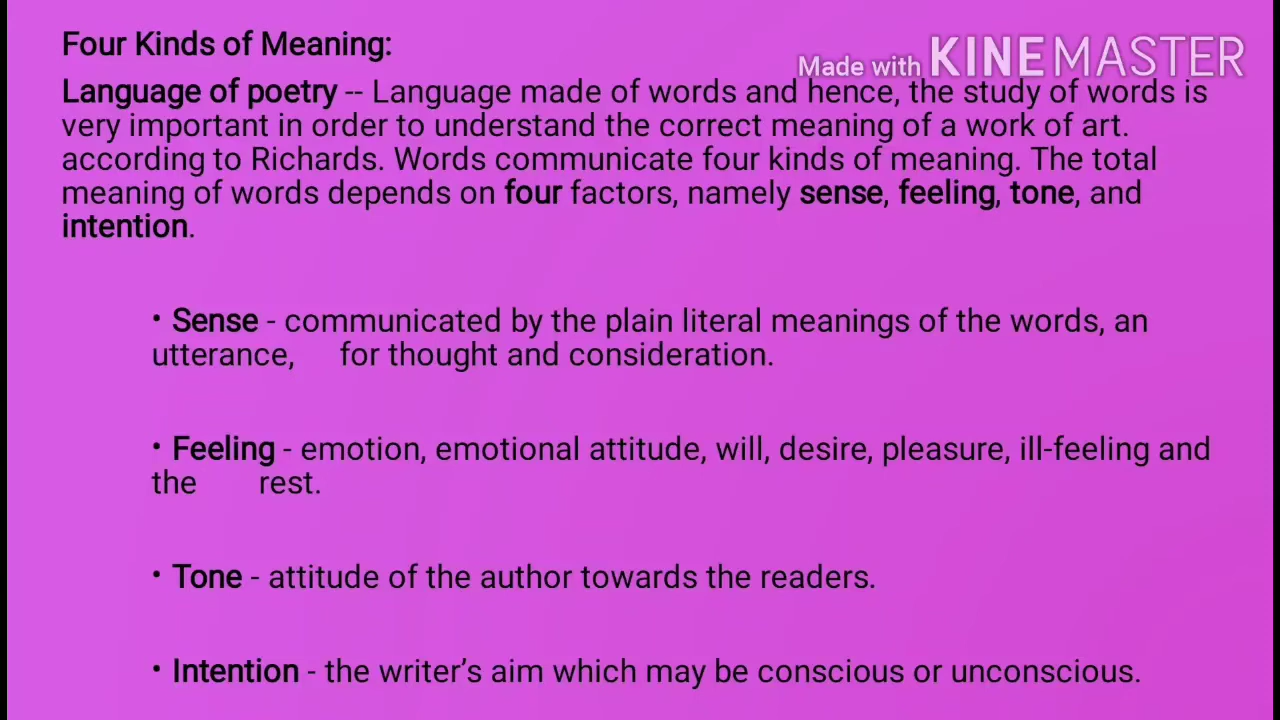 Four Kinds of Meaning:
Made with KINEMASTER
Language of poetry -- Language made of words and hence, the study of words is
very important in order to understand the correct meaning of a work of art.
according to Richards. Words communicate four kinds of meaning. The total
meaning of words depends on four factors, namely sense, feeling, tone, and
intention.
• Sense - communicated by the plain literal meanings of the words, an
utterance, for thought and consideration.
• Feeling - emotion, emotional attitude, will, desire, pleasure, ill-feeling and
the rest.
• Tone - attitude of the author towards the readers.
• Intention - the writer’s aim which may be conscious or unconscious.